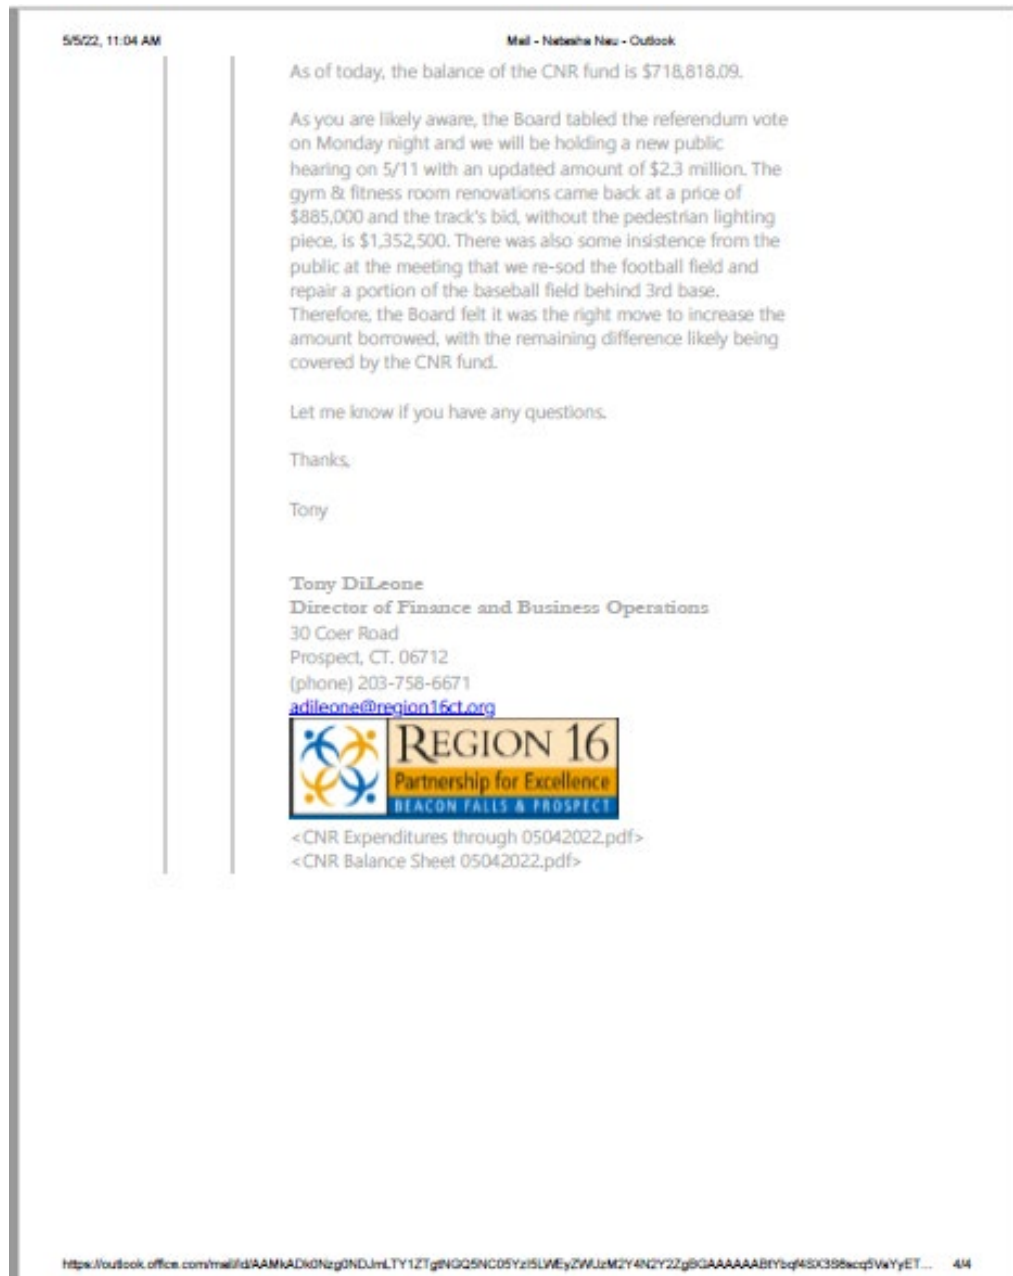 5/5/22, 11:04 AM
Mail - Natasha Nau - Outlook
As of today, the balance of the CNR fund is $718,818.09.
As you are likely aware, the Board tabled the referendum vote
on Monday night and we will be holding a new public
hearing on 5/11 with an updated amount of $2.3 million. The
gym & fitness room renovations came back at a price of
$885,000 and the track's bid, without the pedestrian lighting
piece, is $1,352,500. There was also some insistence from the
public at the meeting that we re-sod the football field and
repair a portion of the baseball field behind 3rd base.
Therefore, the Board felt it was the right move to increase the
amount borrowed, with the remaining difference likely being
covered by the CNR fund.
Let me know if you have any questions.
Thanks,
Tony
Tony DiLeone
Director of Finance and Business Operations
30 Coer Road
Prospect, CT. 06712
(phone) 203-758-6671
adileone@region16ct.org
REGION 16
Partnership for Excellence
BEACON FALLS & PROSPECT
<CNR Expenditures through 05042022.pdf>
<CNR Balance Sheet 05042022.pdf>
4/4